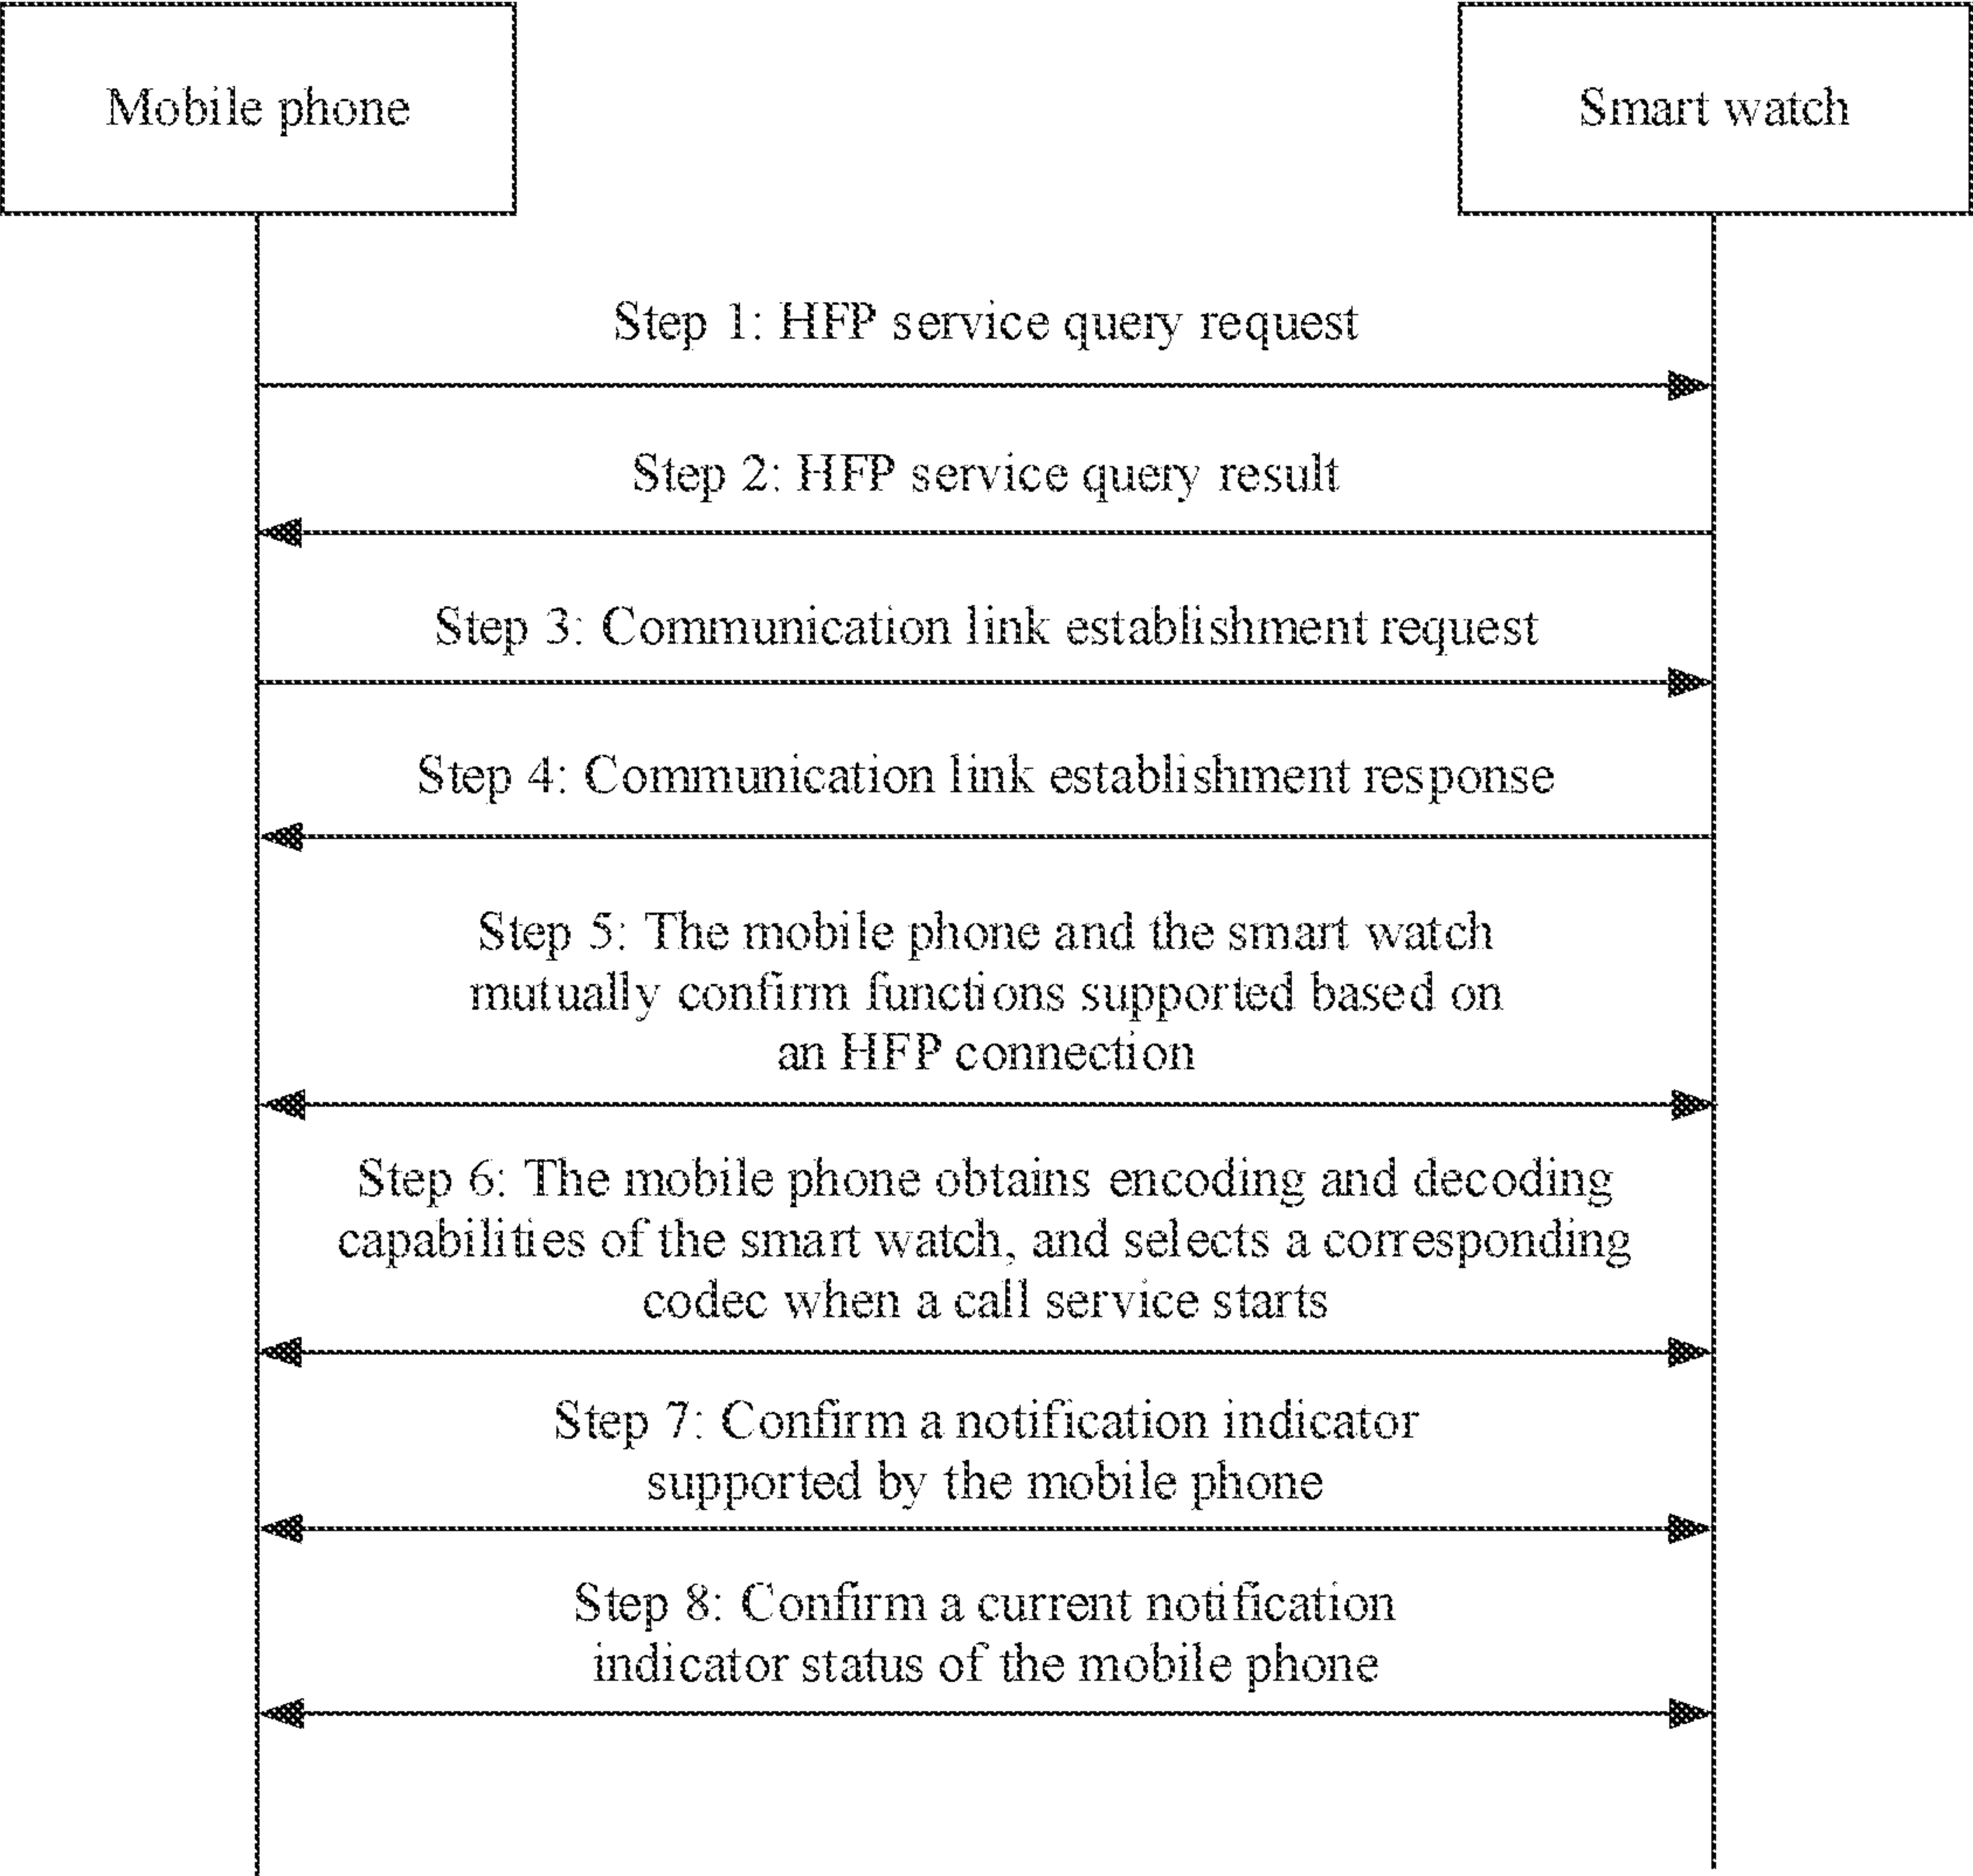 Mobile phone
Smart watch
Step 1: HFP service query request
Step 2: HFP service query result
Step 3: Communication link establishment request
Step 4: Communication link establishment response
Step 5: The mobile phone and the smart watch
mutually confirm functions supported based on
an HFP connection
Step 6: The mobile phone obtains encoding and decoding
capabilities of the smart watch, and selects a corresponding
codec when a call service starts
Step 7: Confirm a notification indicator
supported by the mobile phone
Step 8: Confirm a current notification
indicator status of the mobile phone